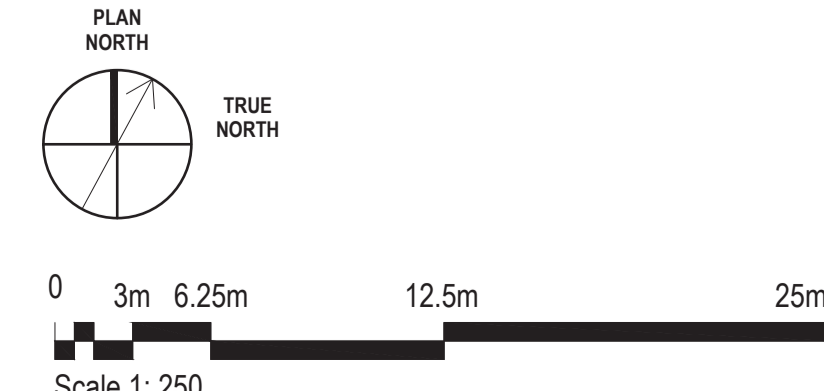 PLAN
NORTH
TRUE
NORTH
0 3m 6.25m 12.5m 25m
Scale 1: 250